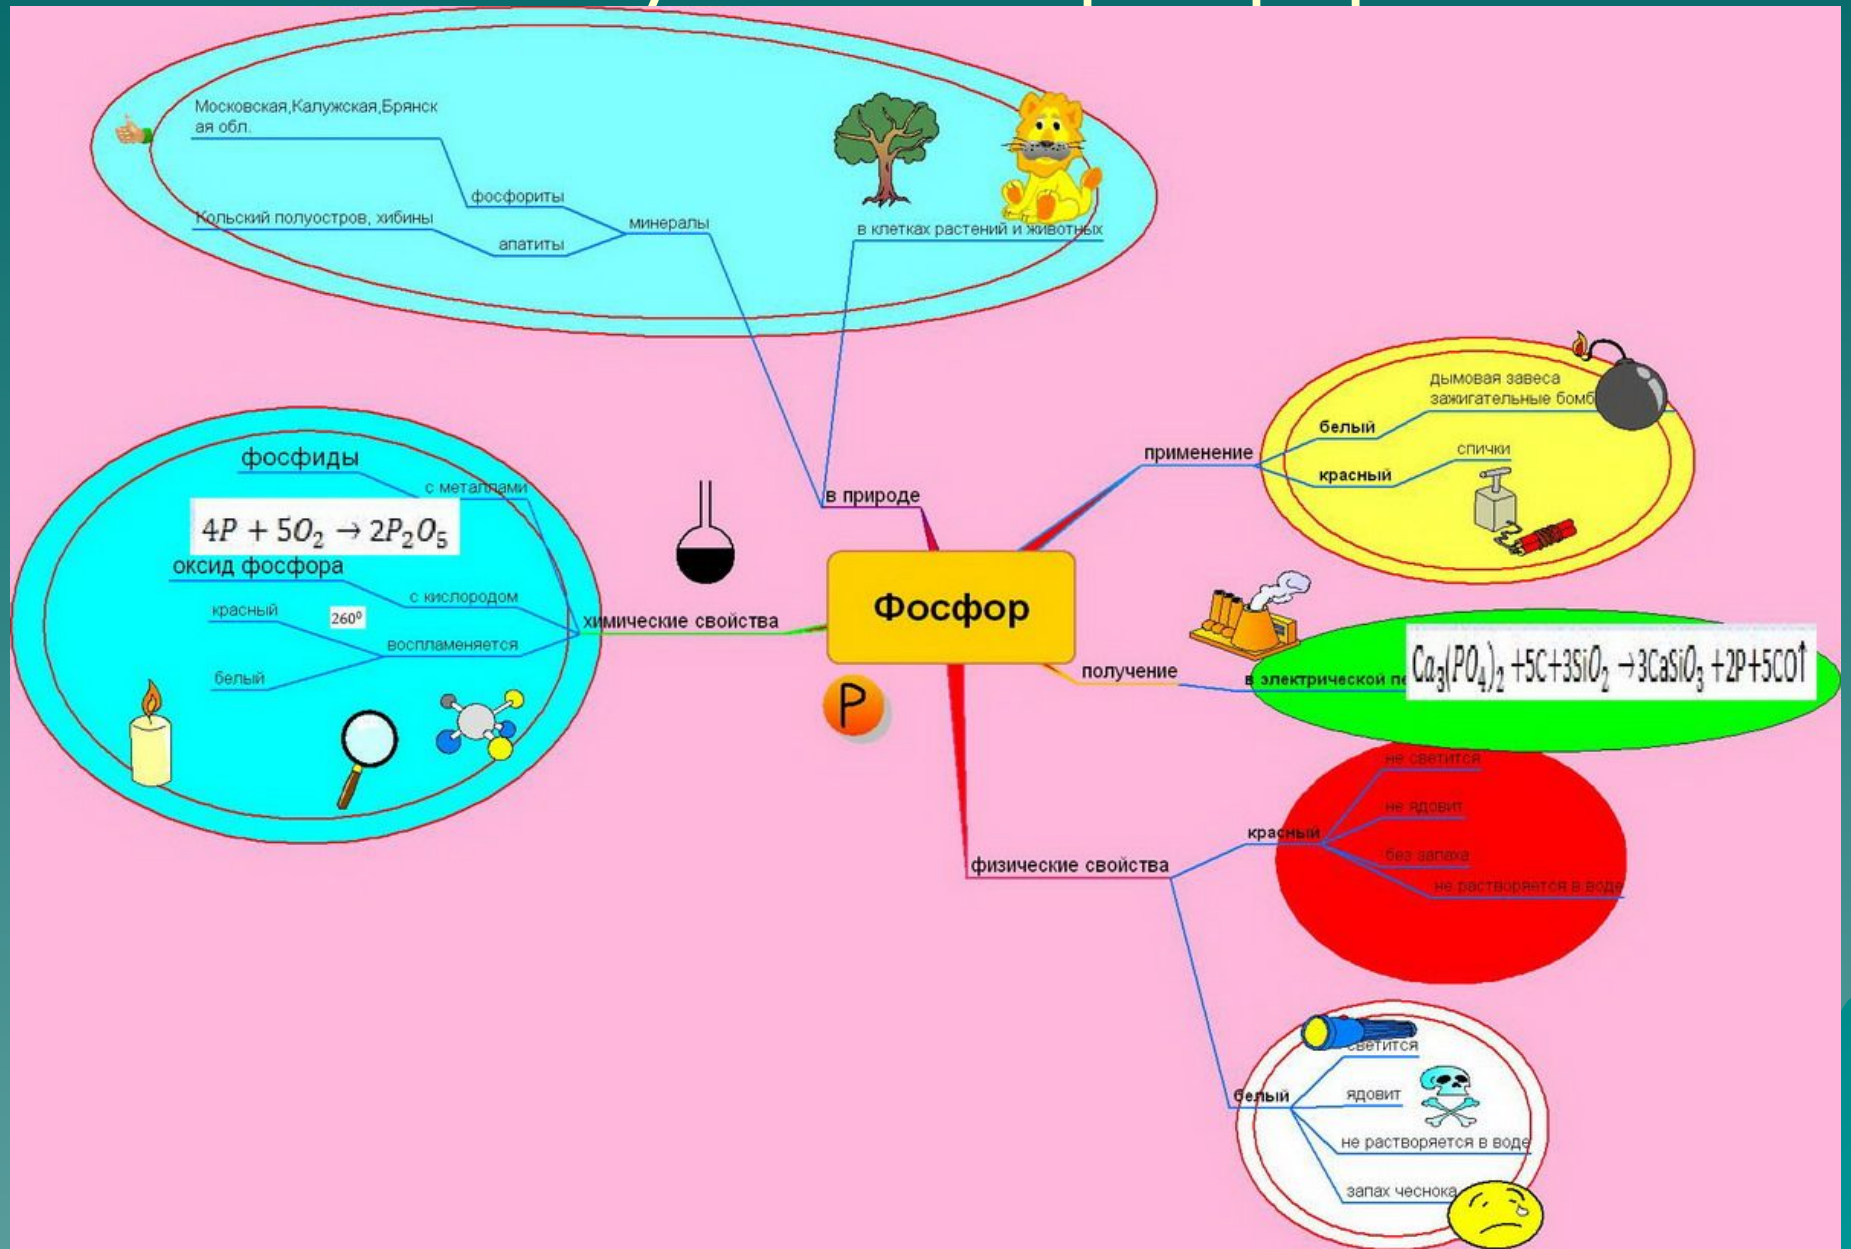 Московская,Калужская,Брянск
ая обл.
фосфориты
Кольский полуостров, хибины
апатиты
минералы
в клетках растений и животных
в природе
применение
белый
дымовая завеса
зажигательные бомб
красный
спички
фосфиды
с металлами
4P + 5O₂ → 2P₂O₅
оксид фосфора
с кислородом
красный
260⁰
воспламеняется
белый
химические свойства
Фосфор
P
получение
в электрической пе
Ca₃(PO₄)₂ +5C+3SiO₂ →3CaSiO₃ +2P+5CO↑
физические свойства
красный
не светится
не ядовит
без запаха
не растворяется в воде
белый
светится
ядовит
не растворяется в воде
запах чеснока